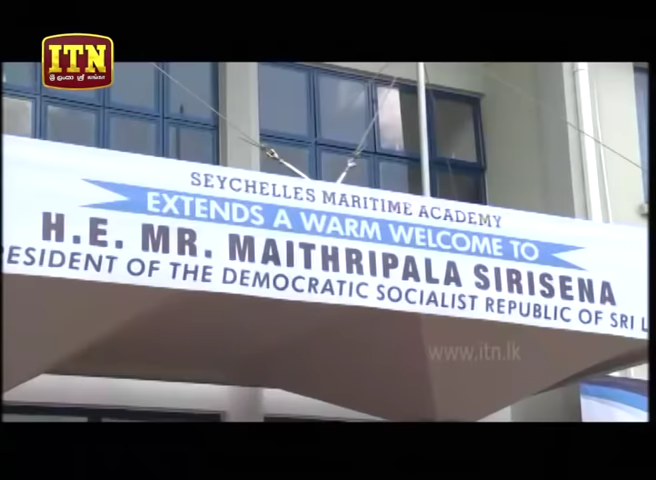 ITN
ශ්‍රී ලංකා ශ්‍රී ලංකා
SEYCHELLES MARITIME ACADEMY
EXTENDS A WARM WELCOME TO
H.E. MR. MAITHRIPALA SIRISENA
RESIDENT OF THE DEMOCRATIC SOCIALIST REPUBLIC OF SRI L
www.itn.lk